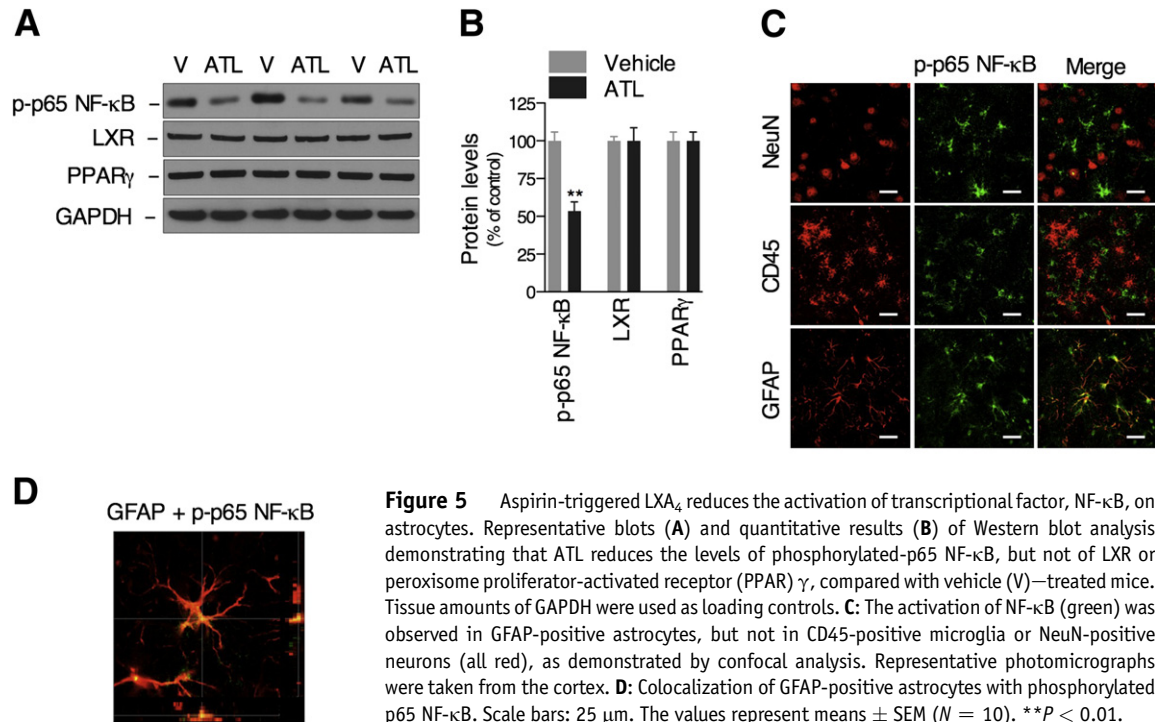 A
V ATL V ATL V ATL
p-p65 NF-κB
LXR
PPARγ
GAPDH
B
Vehicle
ATL
Protein levels
(% of control)
125
100
75
50
25
0
**
p-p65 NF-κB
LXR
PPARγ
C
p-p65 NF-κB Merge
NeuN
CD45
GFAP
D
GFAP + p-p65 NF-κB
Figure 5 Aspirin-triggered LXA₄ reduces the activation of transcriptional factor, NF-κB, on
astrocytes. Representative blots (A) and quantitative results (B) of Western blot analysis
demonstrating that ATL reduces the levels of phosphorylated-p65 NF-κB, but not of LXR or
peroxisome proliferator-activated receptor (PPAR) γ, compared with vehicle (V)–treated mice.
Tissue amounts of GAPDH were used as loading controls. C: The activation of NF-κB (green) was
observed in GFAP-positive astrocytes, but not in CD45-positive microglia or NeuN-positive
neurons (all red), as demonstrated by confocal analysis. Representative photomicrographs
were taken from the cortex. D: Colocalization of GFAP-positive astrocytes with phosphorylated
p65 NF-κB. Scale bars: 25 μm. The values represent means ± SEM (N = 10). **P < 0.01.